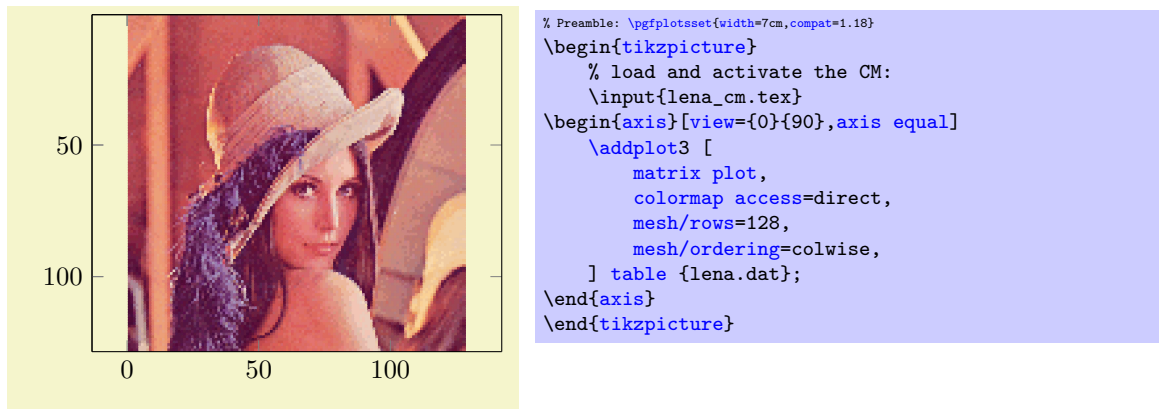 50
100
0 50 100
% Preamble: \pgfplotsset{width=7cm,compat=1.18}
\begin{tikzpicture}
    % load and activate the CM:
    \input{lena_cm.tex}
\begin{axis}[view={0}{90},axis equal]
    \addplot3 [
        matrix plot,
        colormap access=direct,
        mesh/rows=128,
        mesh/ordering=colwise,
    ] table {lena.dat};
\end{axis}
\end{tikzpicture}